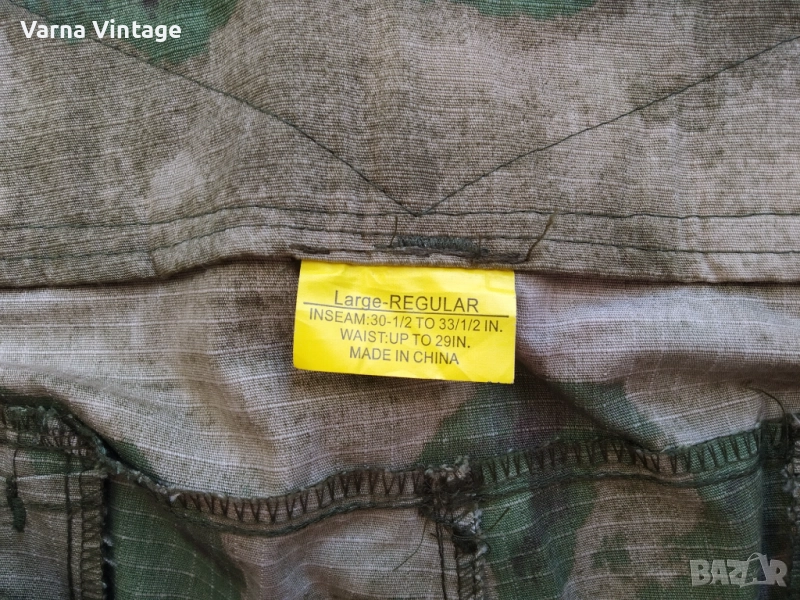 Varna Vintage
Large-REGULAR
INSEAM:30-1/2 TO 33/1/2 IN.
WAIST:UP TO 29IN.
MADE IN CHINA
BAZAR